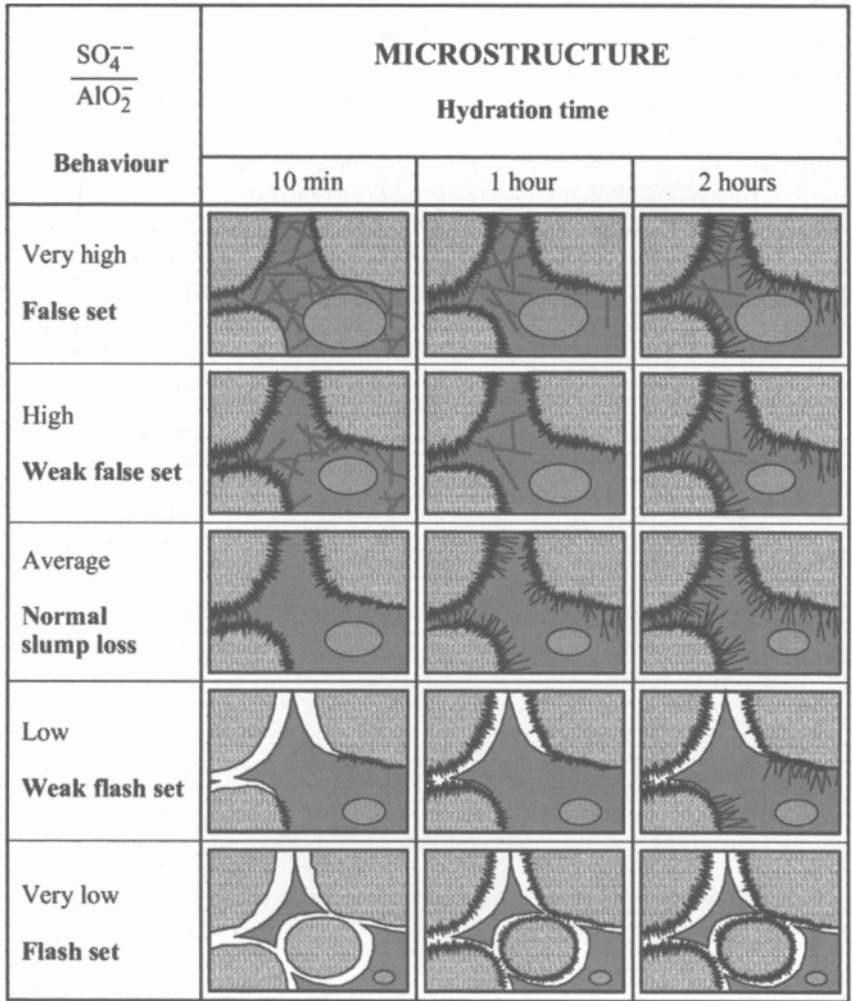 SO₄⁻⁻
AlO₂⁻
Behaviour
MICROSTRUCTURE
Hydration time
10 min
1 hour
2 hours
Very high
False set
High
Weak false set
Average
Normal
slump loss
Low
Weak flash set
Very low
Flash set